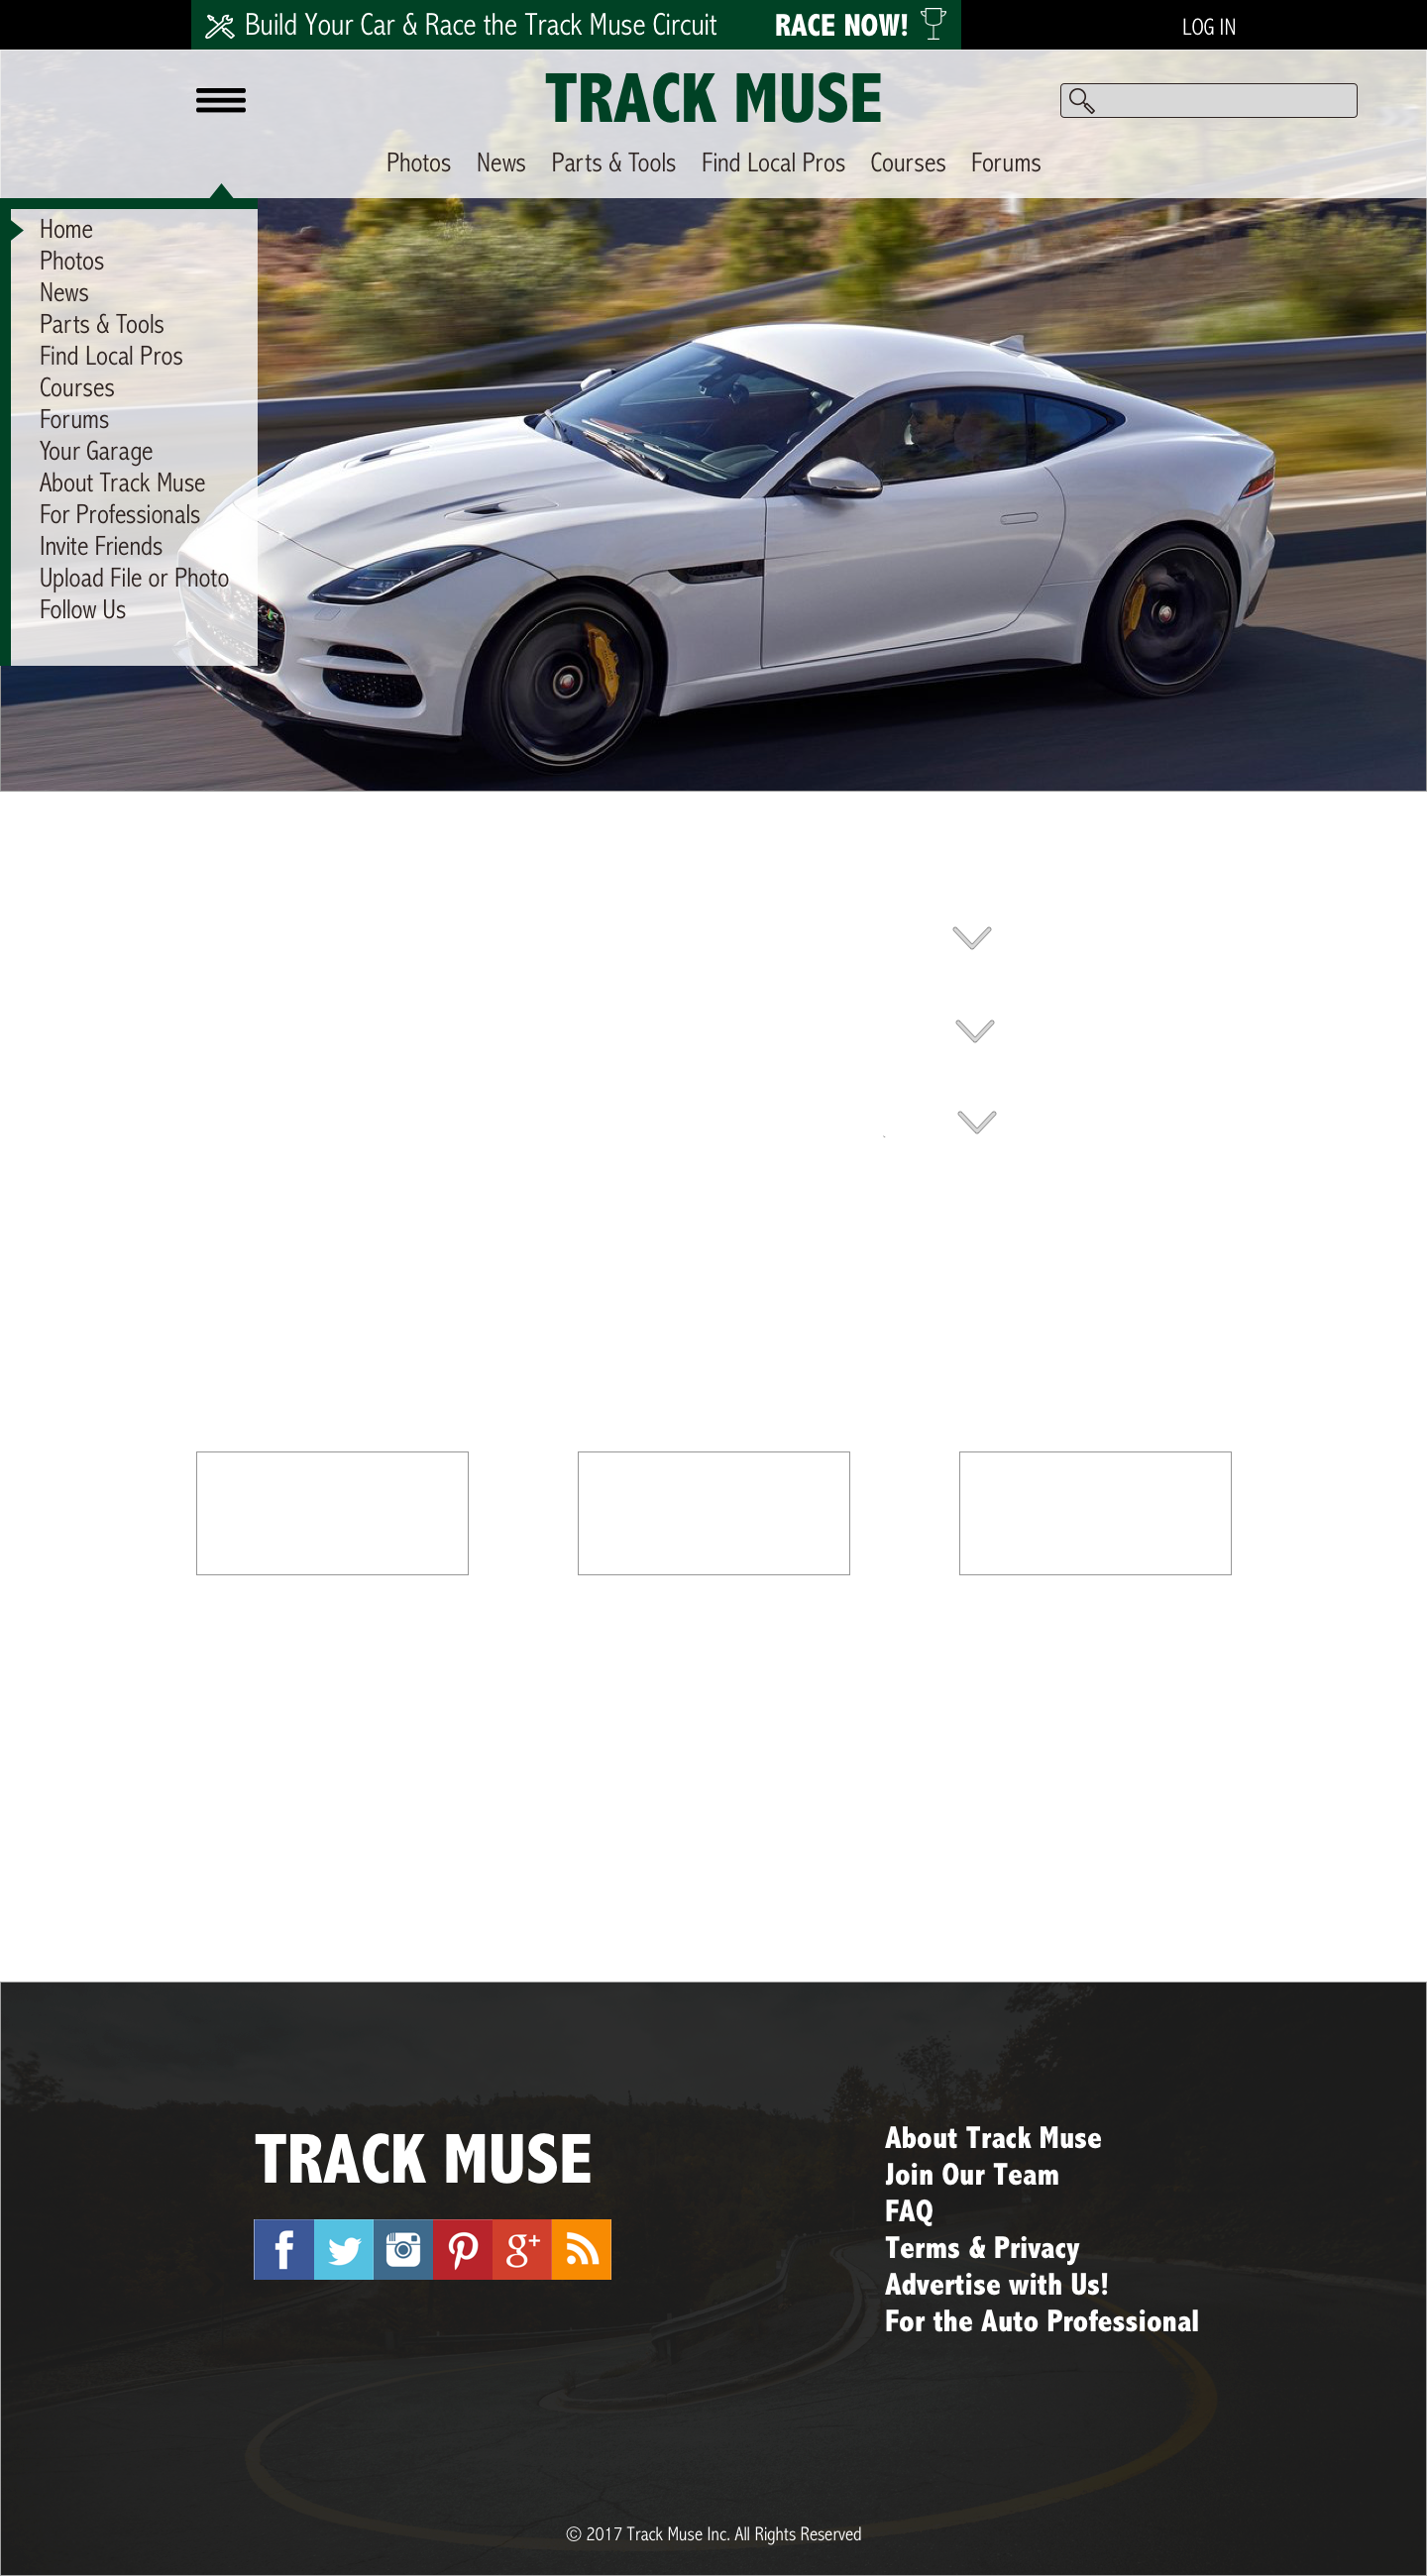 Build Your Car & Race the Track Muse Circuit RACE NOW!
LOG IN
TRACK MUSE
Photos News Parts & Tools Find Local Pros Courses Forums
Home
Photos
News
Parts & Tools
Find Local Pros
Courses
Forums
Your Garage
About Track Muse
For Professionals
Invite Friends
Upload File or Photo
Follow Us
TRACK MUSE
About Track Muse
Join Our Team
FAQ
Terms & Privacy
Advertise with Us!
For the Auto Professional
© 2017 Track Muse Inc. All Rights Reserved